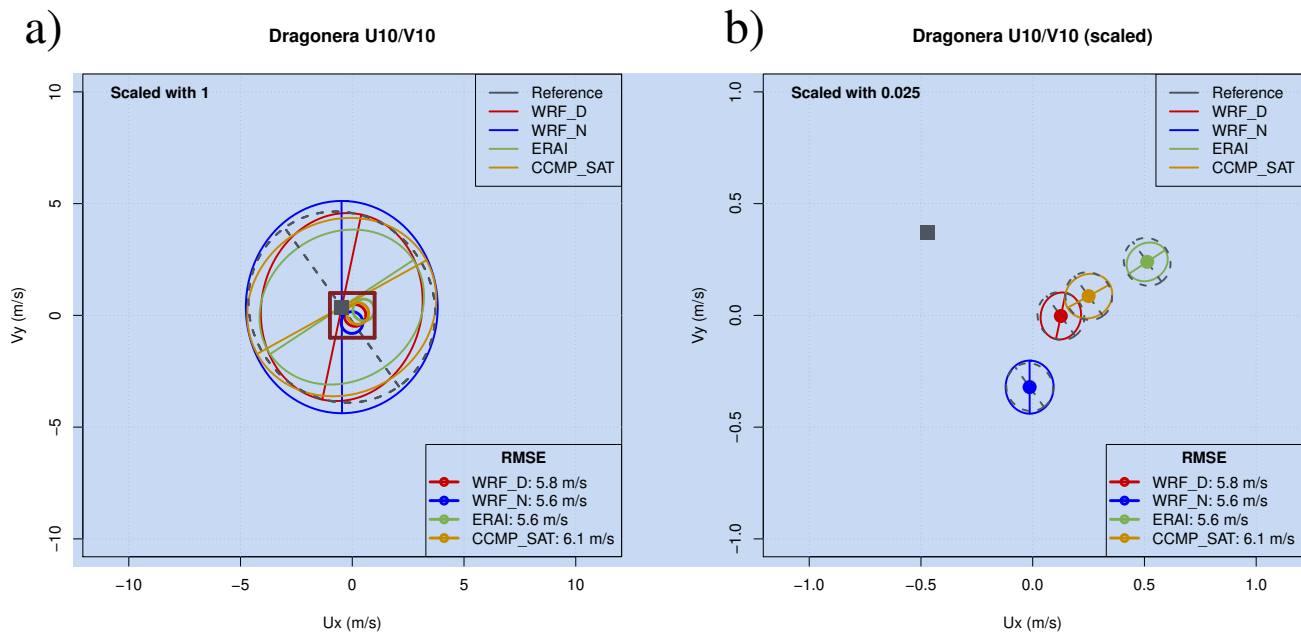 a)
Dragonera U10/V10
Scaled with 1
Reference
WRF_D
WRF_N
ERAI
CCMP_SAT
10
5
0
−5
−10
Vy (m/s)
RMSE
WRF_D: 5.8 m/s
WRF_N: 5.6 m/s
ERAI: 5.6 m/s
CCMP_SAT: 6.1 m/s
−10
−5
0
5
10
Ux (m/s)
b)
Dragonera U10/V10 (scaled)
Scaled with 0.025
Reference
WRF_D
WRF_N
ERAI
CCMP_SAT
1.0
0.5
0.0
−0.5
−1.0
Vy (m/s)
RMSE
WRF_D: 5.8 m/s
WRF_N: 5.6 m/s
ERAI: 5.6 m/s
CCMP_SAT: 6.1 m/s
−1.0
−0.5
0.0
0.5
1.0
Ux (m/s)